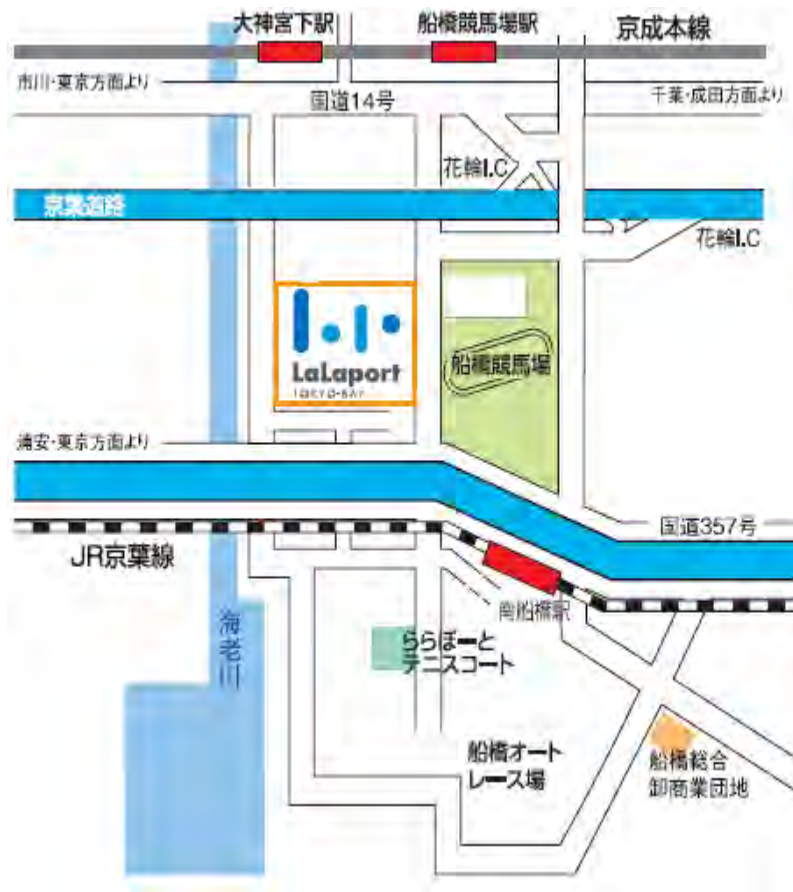 大神宮下駅
船橋競馬場駅
京成本線
市川・東京方面より
国道14号
千葉・成田方面より
花輪I.C
京葉道路
花輪I.C
LaLaport
TOKYO-BAY
船橋競馬場
浦安・東京方面より
国道357号
JR京葉線
南船橋駅
海老川
ららぽーと
テニスコート
船橋オート
レース場
船橋総合
卸商業団地